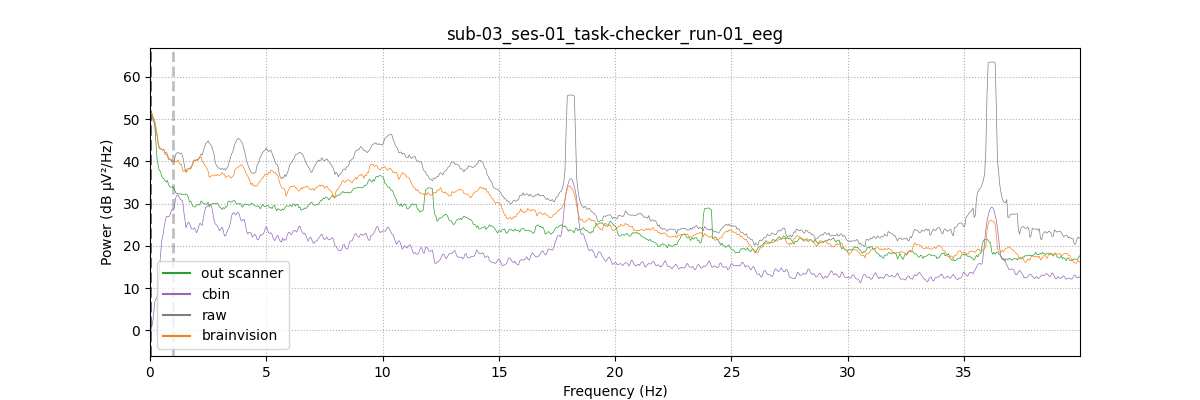 sub-03_ses-01_task-checker_run-01_eeg
Power (dB µV²/Hz)
60
50
40
30
20
10
0
out scanner
cbin
raw
brainvision
0 5 10 15 20 25 30 35
Frequency (Hz)